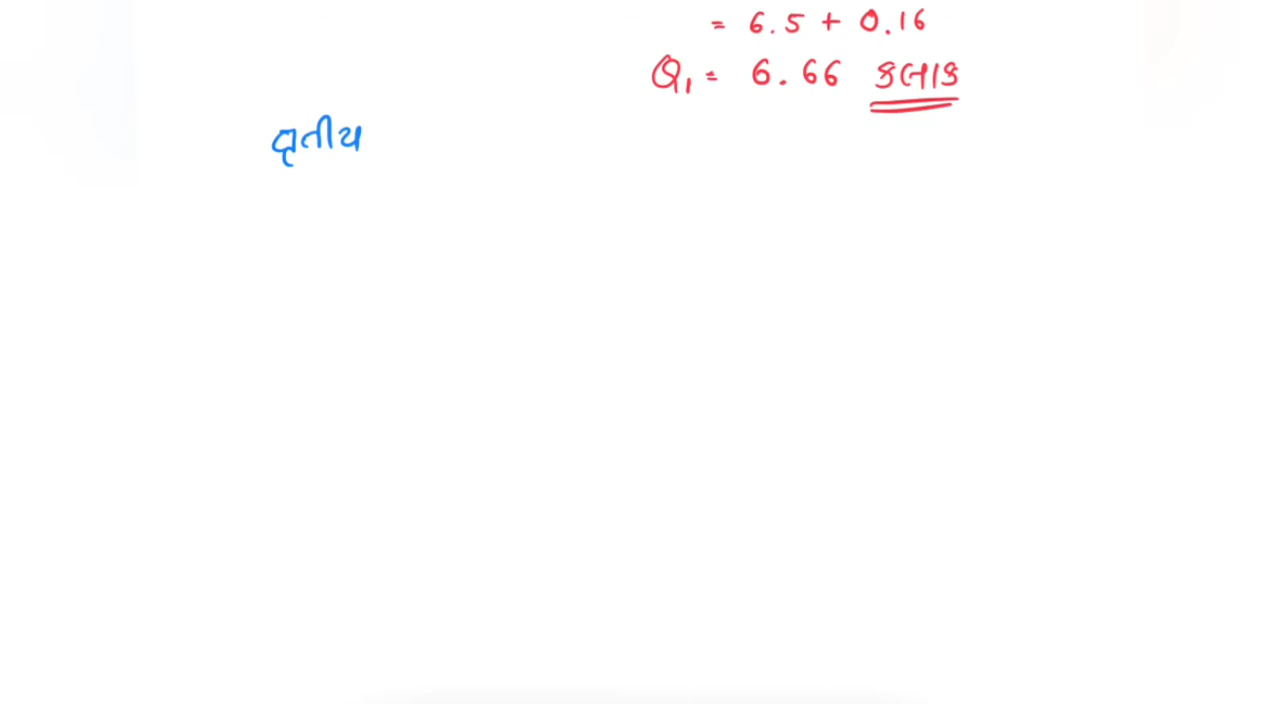 = 6.5 + 0.16
Q₁ = 6.66 કલાક
તૃતીય